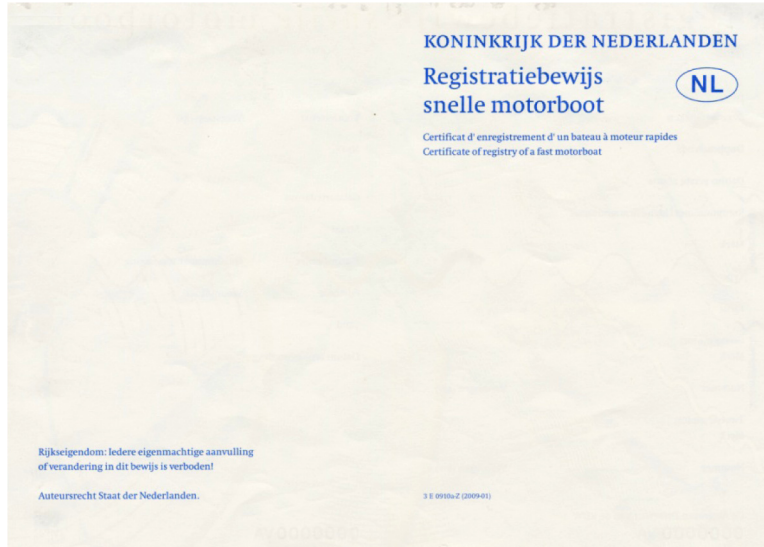 KONINKRIJK DER NEDERLANDEN
Registratiebewijs
snelle motorboot
NL
Certificat d' enregistrement d' un bateau à moteur rapides
Certificate of registry of a fast motorboat
Rijkseigendom: Iedere eigenmachtige aanvulling
of verandering in dit bewijs is verboden!
Auteursrecht Staat der Nederlanden.
3 E 0910a-Z (2009-01)